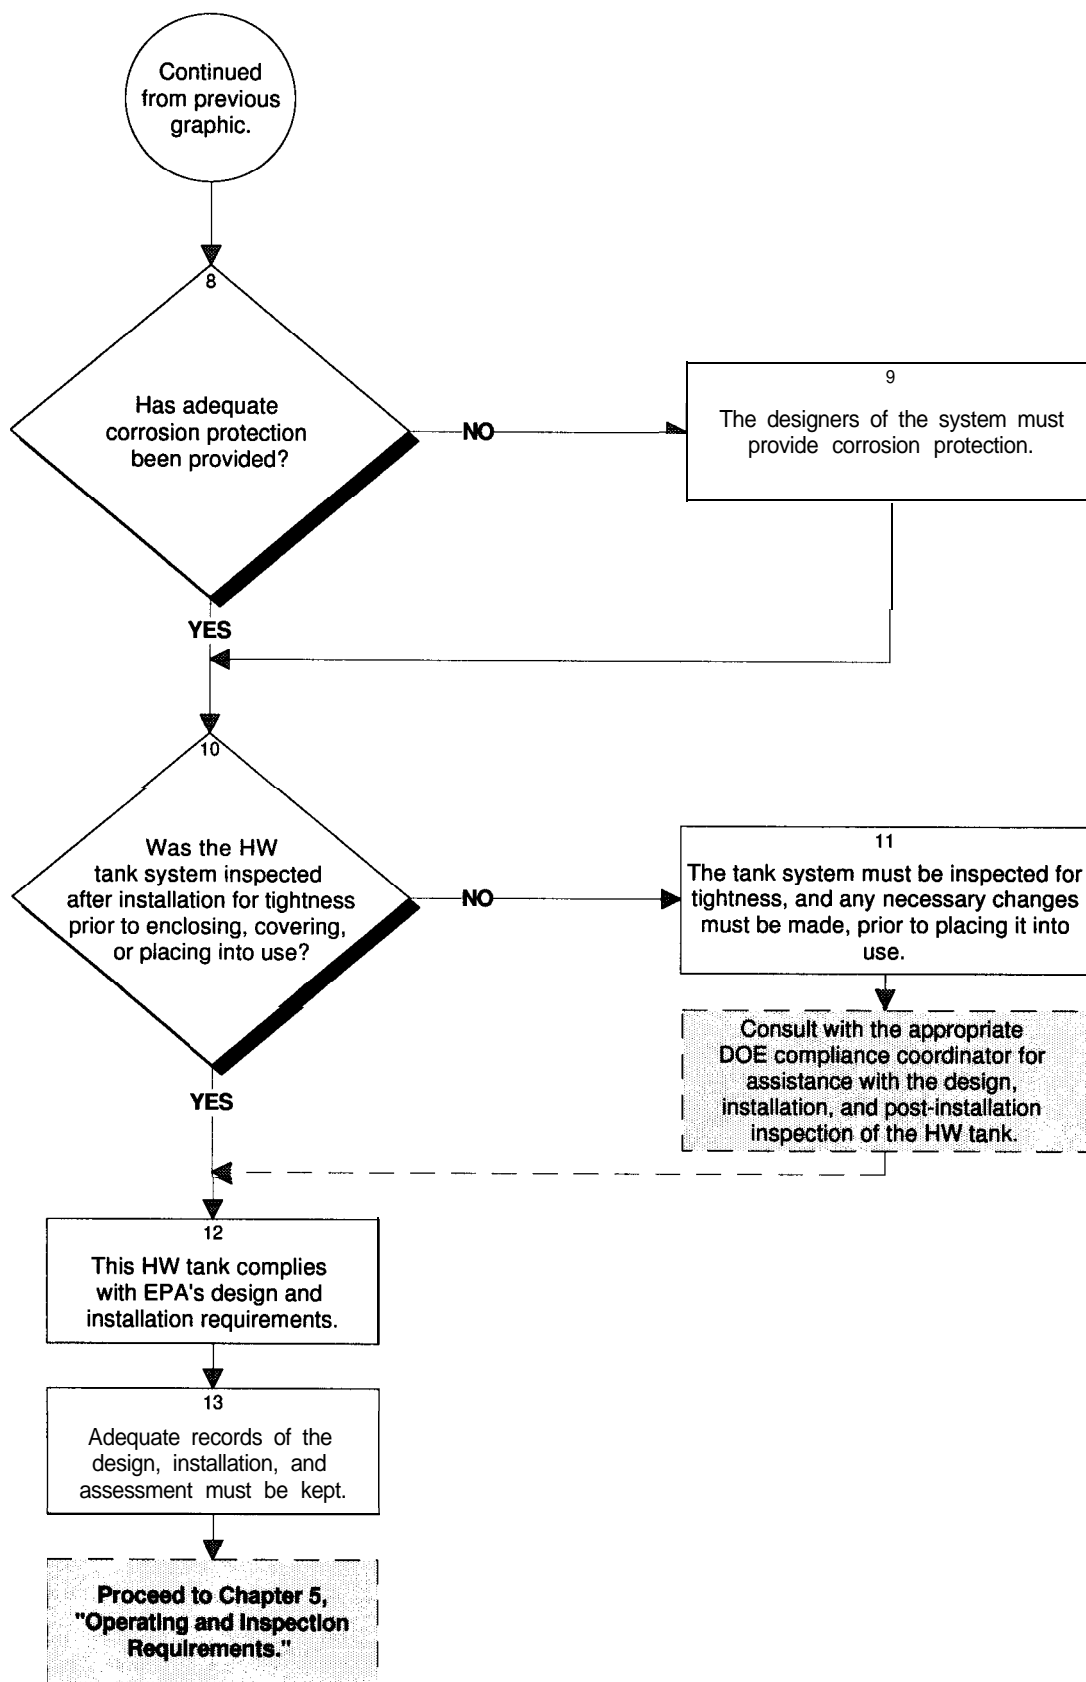 Continued
from previous
graphic.
8
Has adequate
corrosion protection
been provided?
NO
9
The designers of the system must
provide corrosion protection.
YES
10
Was the HW
tank system inspected
after installation for tightness
prior to enclosing, covering,
or placing into use?
NO
11
The tank system must be inspected for
tightness, and any necessary changes
must be made, prior to placing it into
use.
Consult with the appropriate
DOE compliance coordinator for
assistance with the design,
installation, and post-installation
inspection of the HW tank.
YES
12
This HW tank complies
with EPA's design and
installation requirements.
13
Adequate records of the
design, installation, and
assessment must be kept.
Proceed to Chapter 5,
"Operating and Inspection
Requirements."